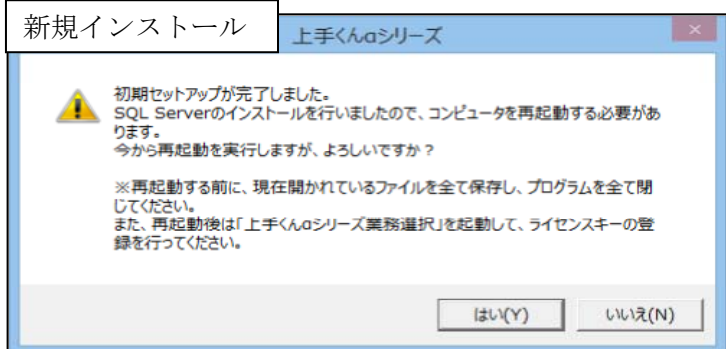 新規インストール
上手くんαシリーズ
初期セットアップが完了しました。
SQL Serverのインストールを行いましたので、コンピュータを再起動する必要があ
ります。
今から再起動を実行しますが、よろしいですか？
※再起動する前に、現在開かれているファイルを全て保存し、プログラムを全て閉
じてください。
また、再起動後は「上手くんαシリーズ業務選択」を起動して、ライセンスキーの登
録を行ってください。
はい(Y)
いいえ(N)